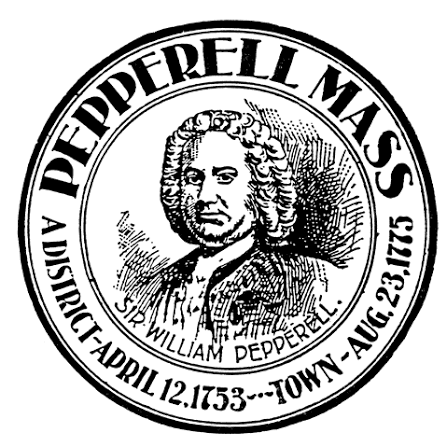 PEPPERELL MASS
A DISTRICT-APRIL 12.1753---TOWN-AUG.23,1775
SIR WILLIAM PEPPERELL.